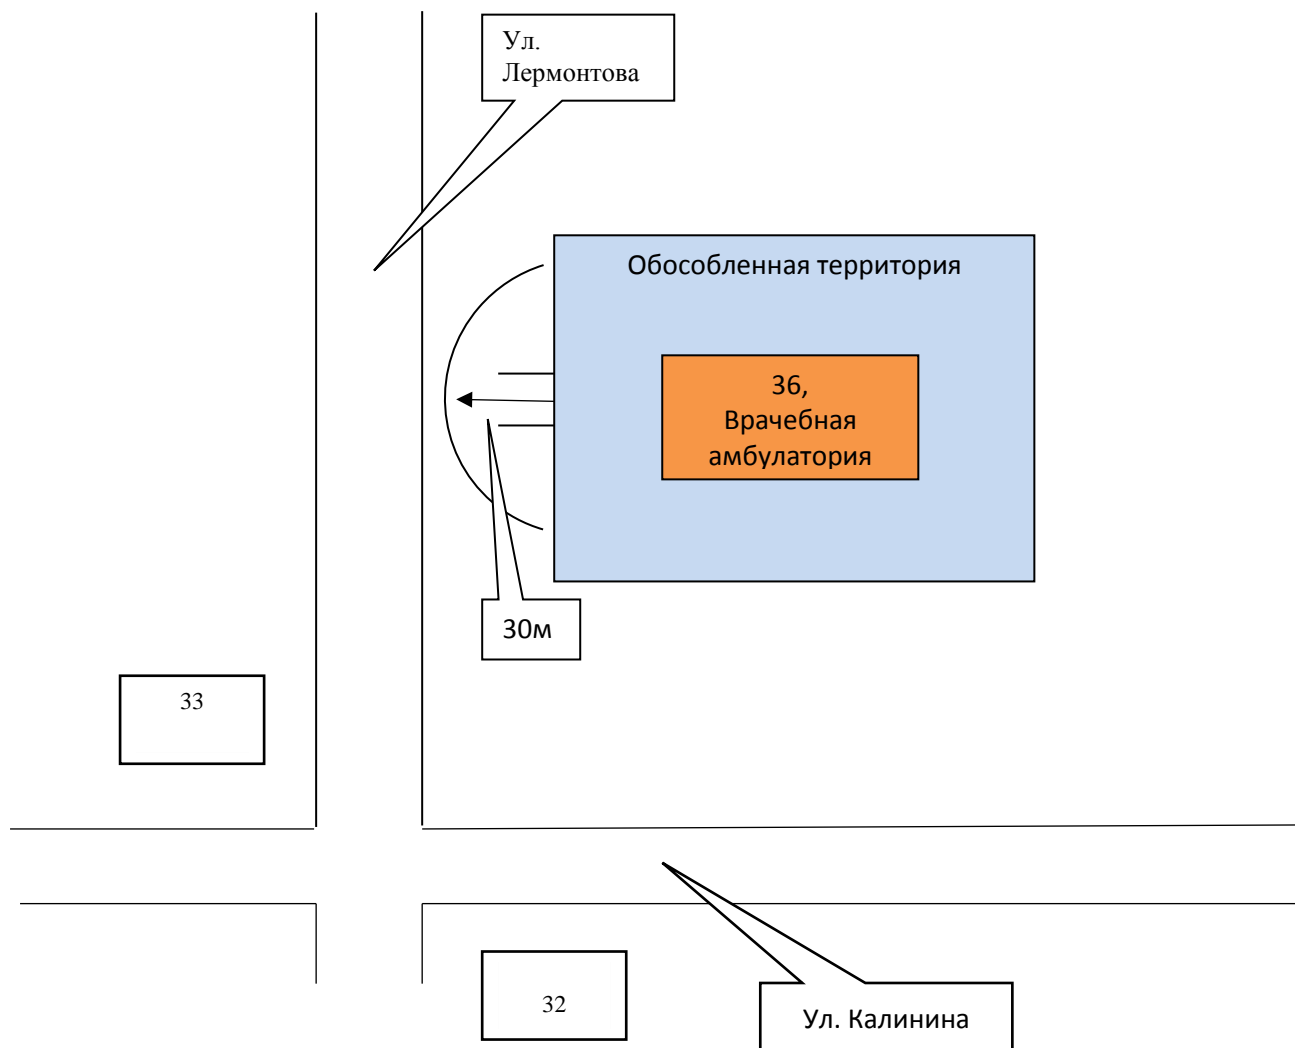 Ул.
Лермонтова
Обособленная территория
36,
Врачебная
амбулатория
30м
33
32
Ул. Калинина